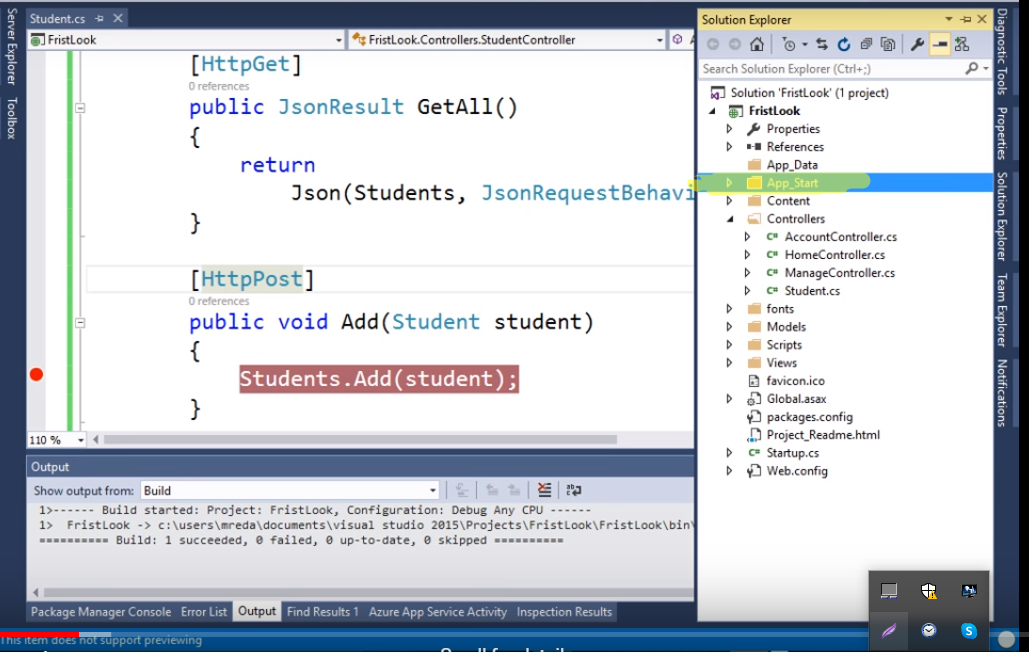 Server Explorer
Toolbox
Student.cs
FristLook
FristLook.Controllers.StudentController
[HttpGet]
0 references
public JsonResult GetAll()
{
return
Json(Students, JsonRequestBehavi
}
[HttpPost]
0 references
public void Add(Student student)
{
Students.Add(student);
}
110 %
Output
Show output from: Build
1>------ Build started: Project: FristLook, Configuration: Debug Any CPU ------
1>  FristLook -> c:\users\mreda\documents\visual studio 2015\Projects\FristLook\FristLook\bin\
========== Build: 1 succeeded, 0 failed, 0 up-to-date, 0 skipped ==========
Package Manager Console Error List Output Find Results 1 Azure App Service Activity Inspection Results
This item does not support previewing
Solution Explorer
Search Solution Explorer (Ctrl+;)
Solution 'FristLook' (1 project)
FristLook
Properties
References
App_Data
App_Start
Content
Controllers
C# AccountController.cs
C# HomeController.cs
C# ManageController.cs
C# Student.cs
fonts
Models
Scripts
Views
favicon.ico
Global.asax
packages.config
Project_Readme.html
C# Startup.cs
Web.config
Diagnostic Tools
Properties
Solution Explorer
Team Explorer
Notifications